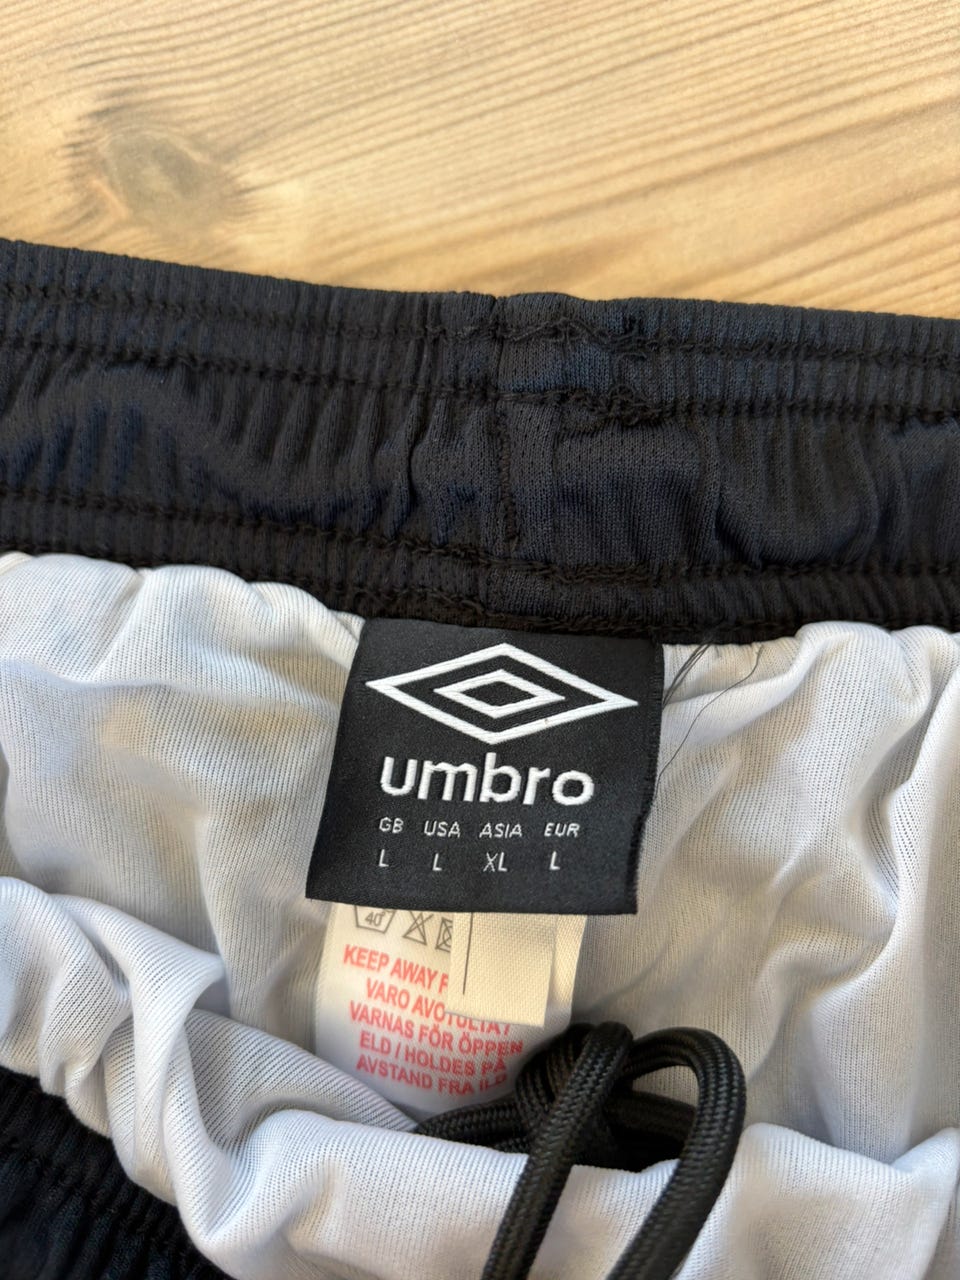 umbro
GB USA ASIA EUR
L L XL L
40°
KEEP AWAY
VARO AVOTULTA
VARNAS FÖR ÖPPEN
ELD / HOLDES PÅ
AVSTAND FRA ILD